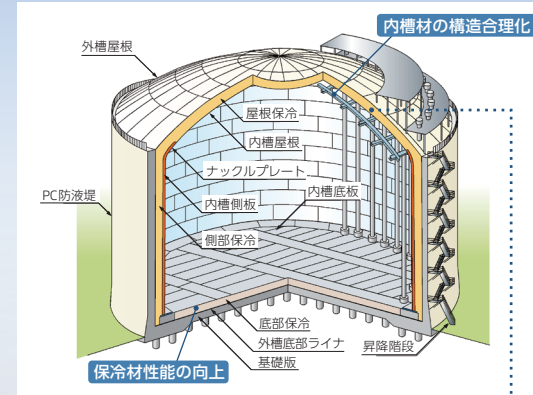 内槽材の構造合理化
外槽屋根
屋根保冷
内槽屋根
ナックルプレート
内槽底板
PC防液堤
内槽側板
側部保冷
底部保冷
外槽底部ライナ
昇降階段
基礎版
保冷材性能の向上